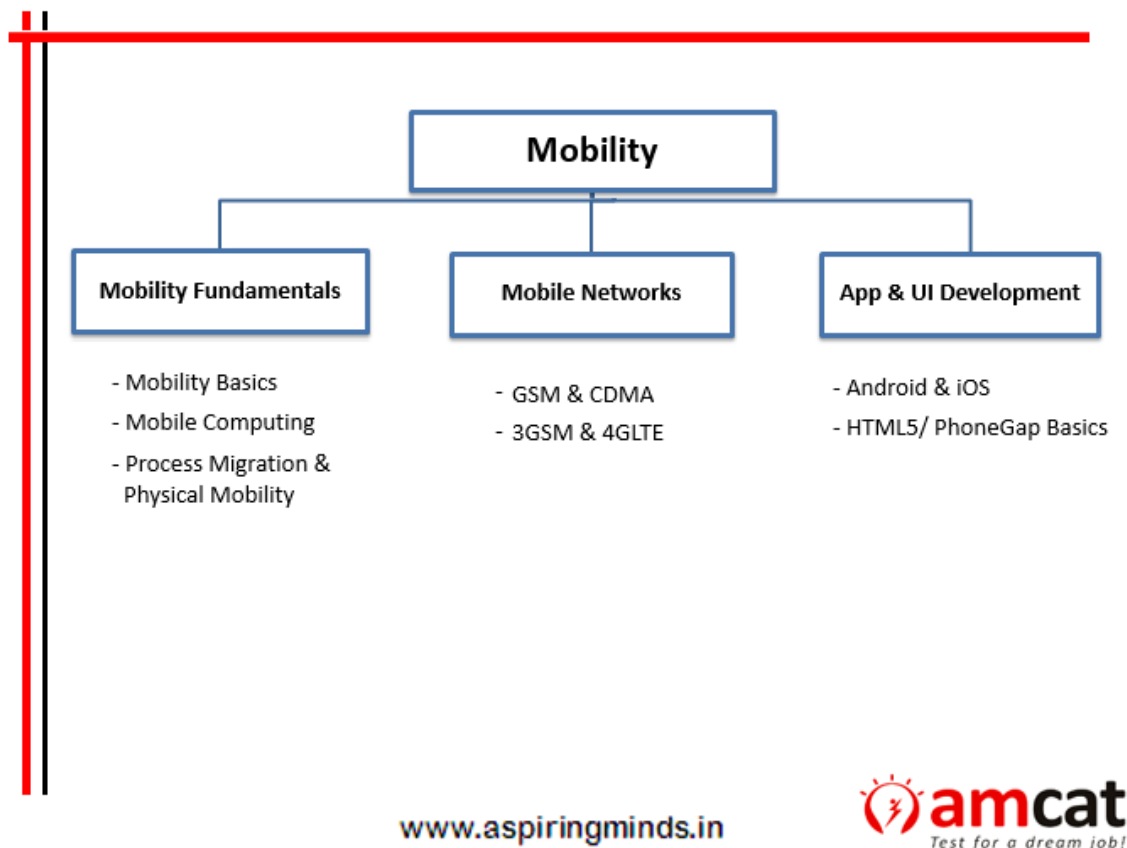 Mobility
Mobility Fundamentals
- Mobility Basics
- Mobile Computing
- Process Migration &
Physical Mobility
Mobile Networks
- GSM & CDMA
- 3GSM & 4GLTE
App & UI Development
- Android & iOS
- HTML5/ PhoneGap Basics
www.aspiringminds.in
amcat
Test for a dream job!